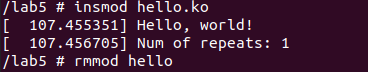 /lab5 # insmod hello.ko
[  107.455351] Hello, world!
[  107.456705] Num of repeats: 1
/lab5 # rmmod hello